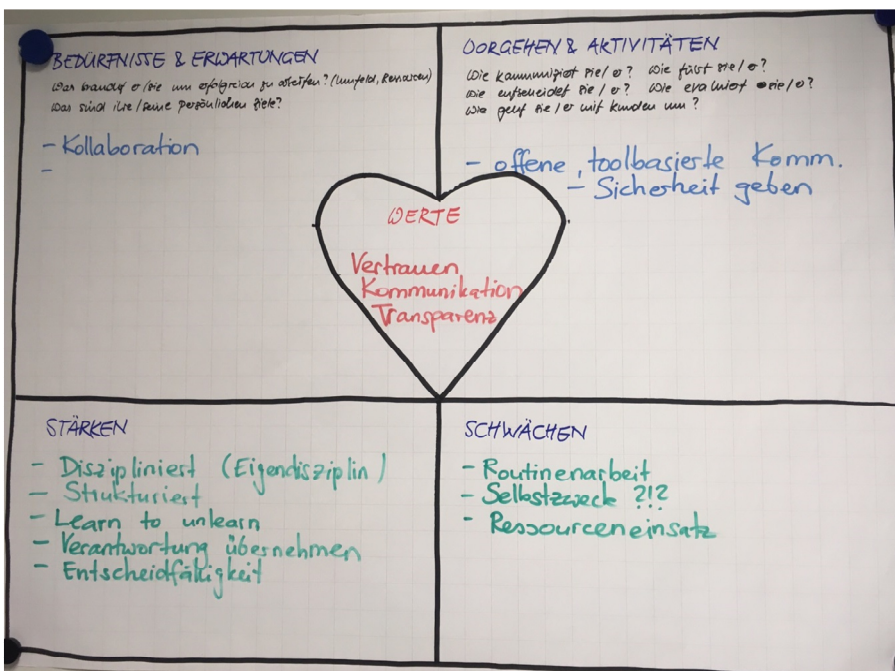 BEDÜRFNISSE & ERWARTUNGEN
Was braucht er/sie um erfolgreich zu arbeiten? (Umfeld, Ressourcen)
Was sind ihre/seine persönlichen Ziele?
- Kollaboration
-
VORGEHEN & AKTIVITÄTEN
Wie kommuniziert sie/er? Wie führt sie/er?
Wie entscheidet sie/er? Wie evaluiert sie/er?
Wie geht sie/er mit Kunden um?
- offene, toolbasierte Komm.
- Sicherheit geben
WERTE
Vertrauen
Kommunikation
Transparenz
STÄRKEN
- Diszipliniert (Eigendisziplin)
- Strukturiert
- Learn to unlearn
- Verantwortung übernehmen
- Entscheidfähigkeit
SCHWÄCHEN
- Routinenarbeit
- Selbstzweck ?!?
- Ressourceneinsatz